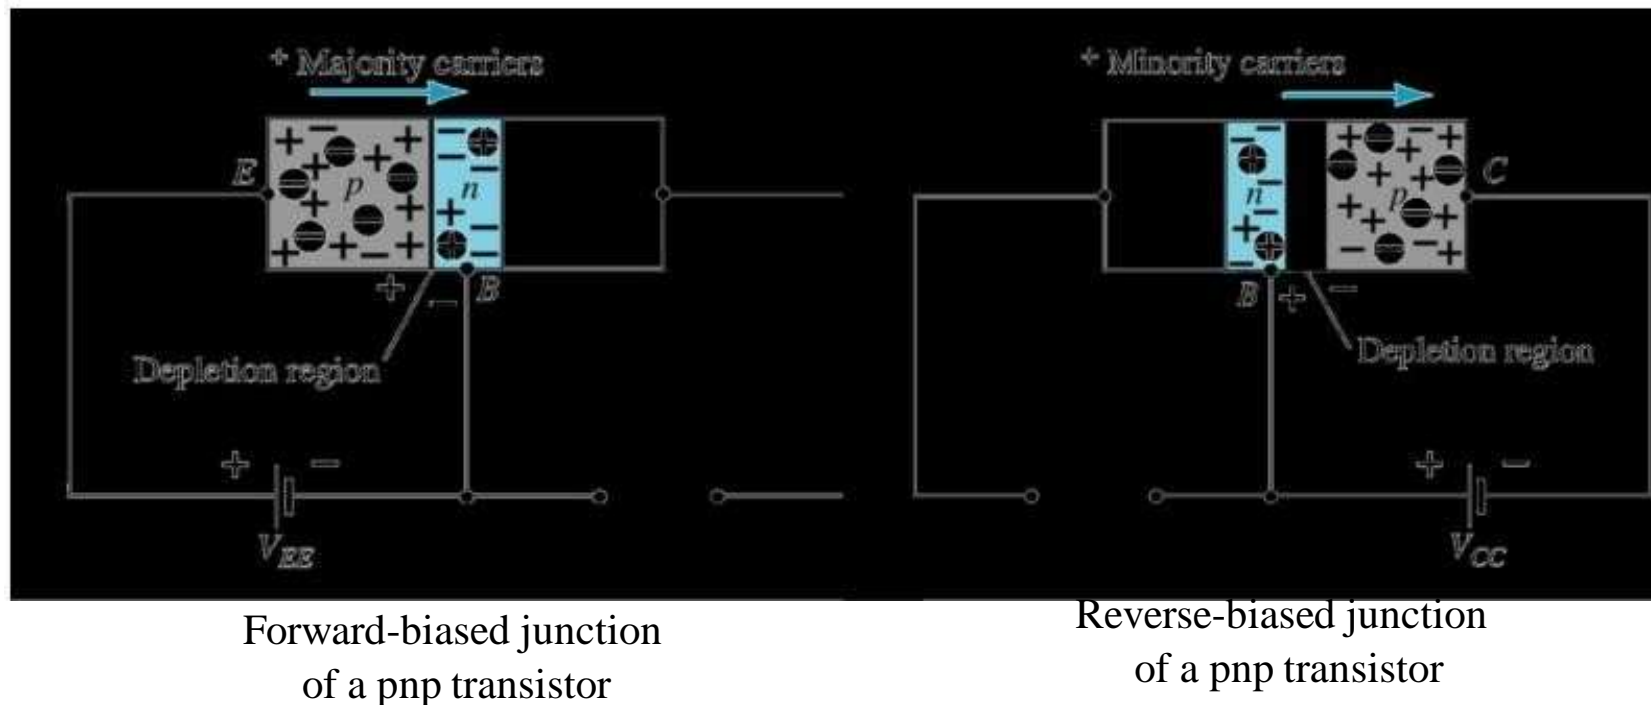 + Majority carriers
E
p
n
+ −
B
Depletion region
+ −
VEE
Forward-biased junction
of a pnp transistor
+ Minority carriers
n
p
C
B
+ −
Depletion region
+ −
VCC
Reverse-biased junction
of a pnp transistor